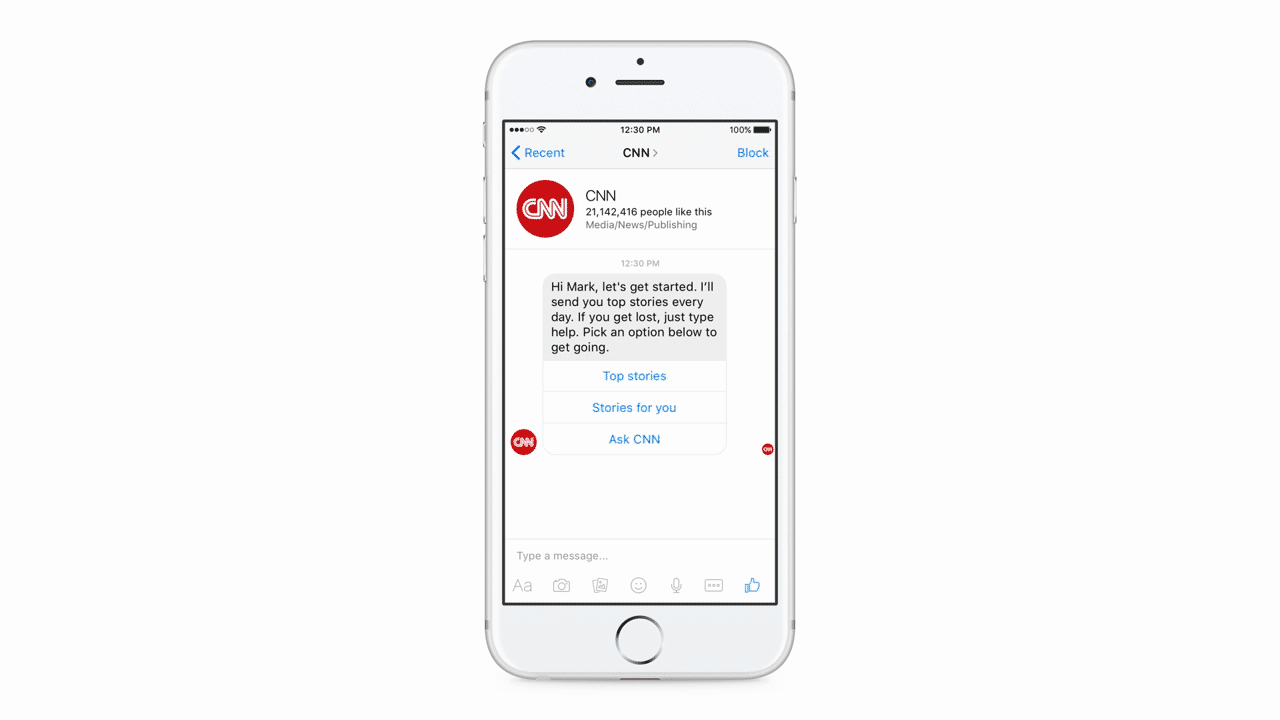 12:30 PM
100%
Recent
CNN
Block
CNN
CNN
21,142,416 people like this
Media/News/Publishing
12:30 PM
Hi Mark, let's get started. I'll
send you top stories every
day. If you get lost, just type
help. Pick an option below to
get going.
Top stories
Stories for you
Ask CNN
CNN
CNN
Type a message...
Aa